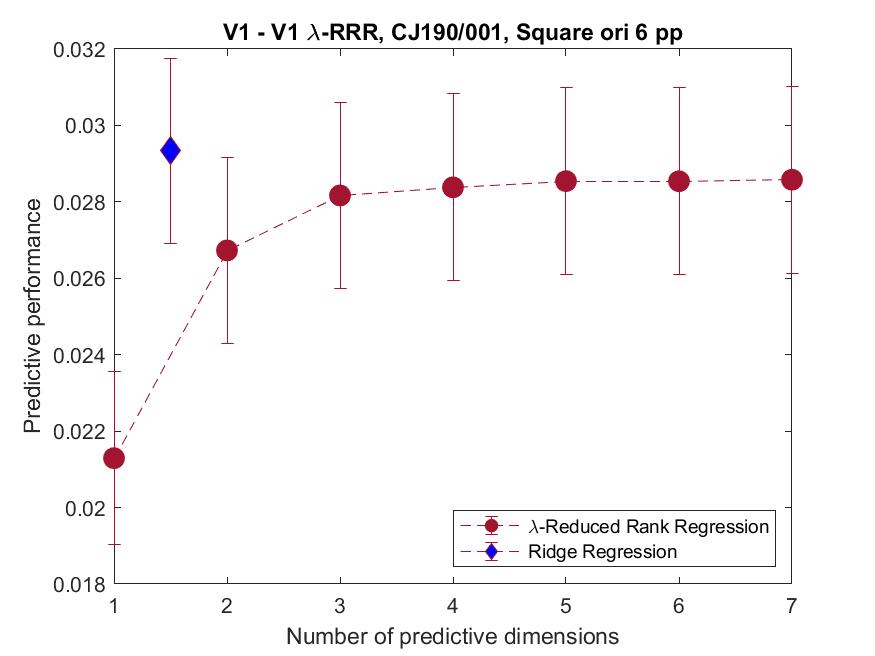 V1 - V1 λ-RRR, CJ190/001, Square ori 6 pp
Predictive performance
0.032
0.03
0.028
0.026
0.024
0.022
0.02
0.018
1 2 3 4 5 6 7
Number of predictive dimensions
λ-Reduced Rank Regression
Ridge Regression